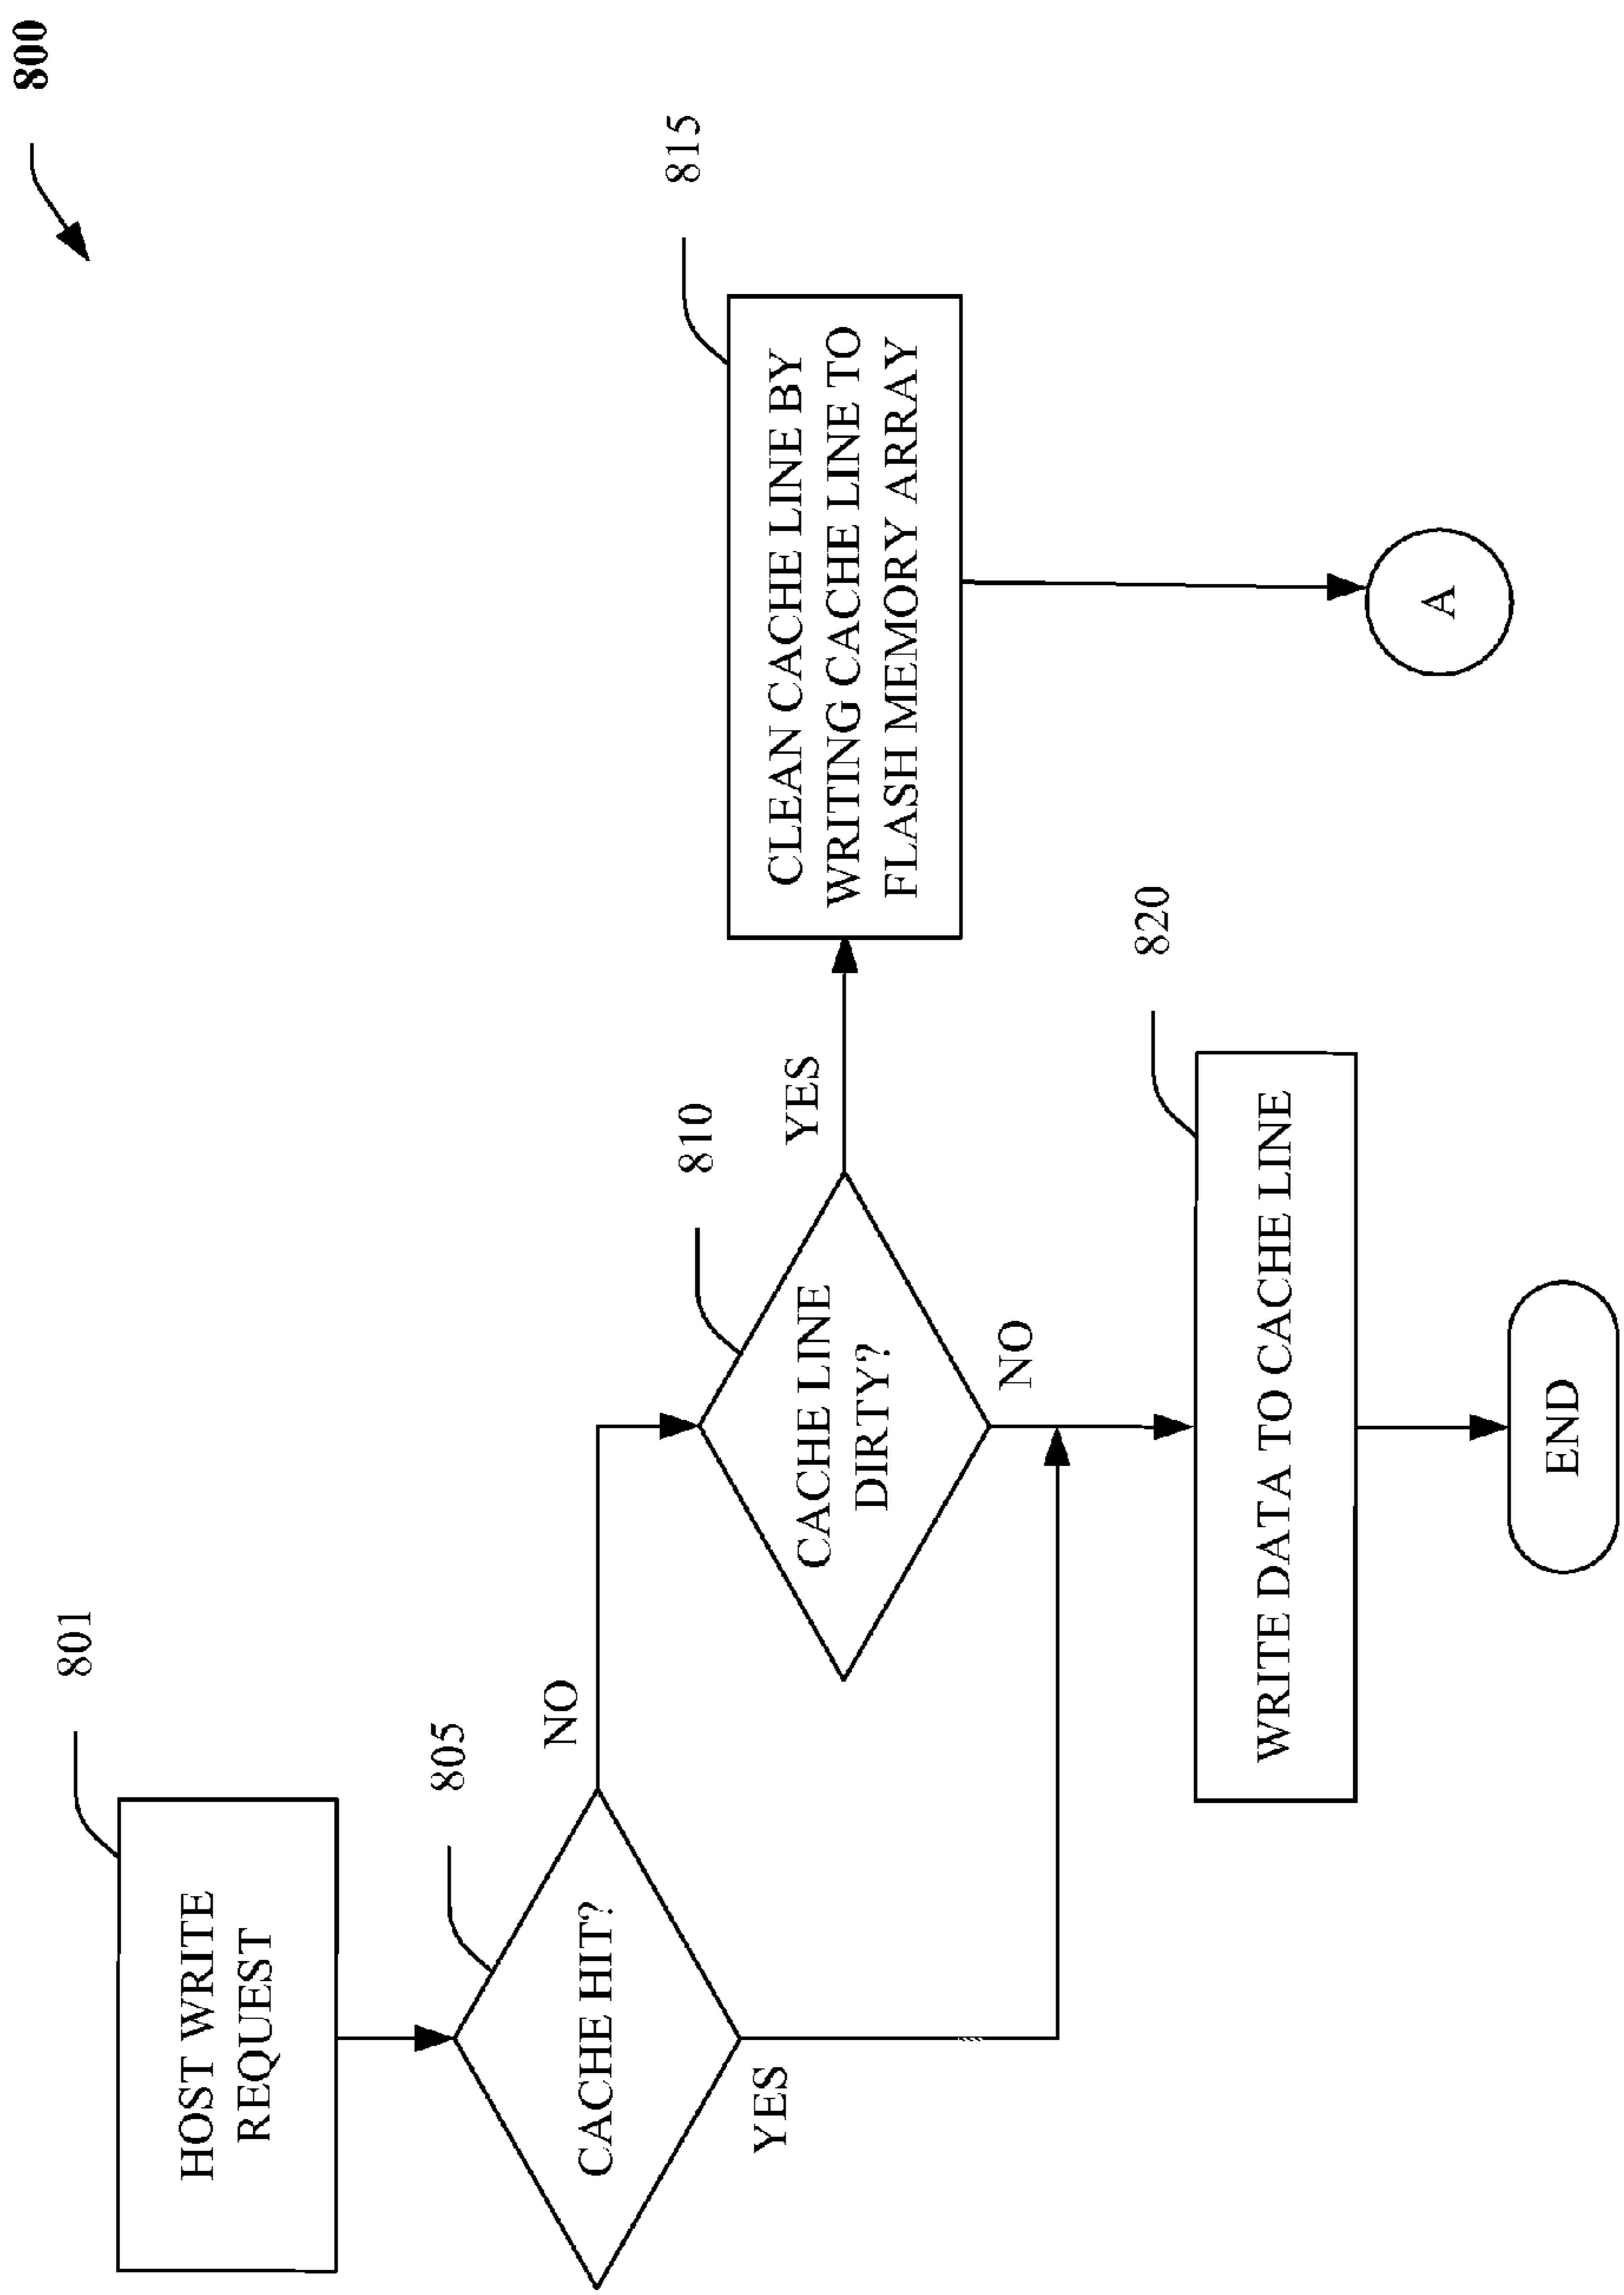 800
801
HOST WRITE
REQUEST
805
CACHE HIT?
NO
YES
810
CACHE LINE
DIRTY?
YES
NO
815
CLEAN CACHE LINE BY
WRITING CACHE LINE TO
FLASH MEMORY ARRAY
820
WRITE DATA TO CACHE LINE
A
END